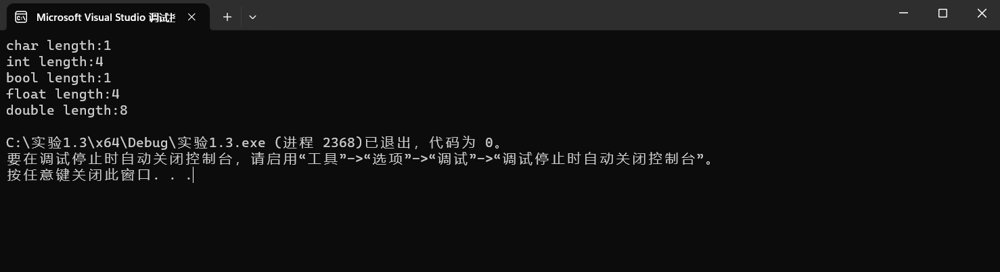 Microsoft Visual Studio 调试
char length:1
int length:4
bool length:1
float length:4
double length:8
C:\实验1.3\x64\Debug\实验1.3.exe (进程 2368)已退出，代码为 0。
要在调试停止时自动关闭控制台，请启用“工具”->“选项”->“调试”->“调试停止时自动关闭控制台”。
按任意键关闭此窗口. . .